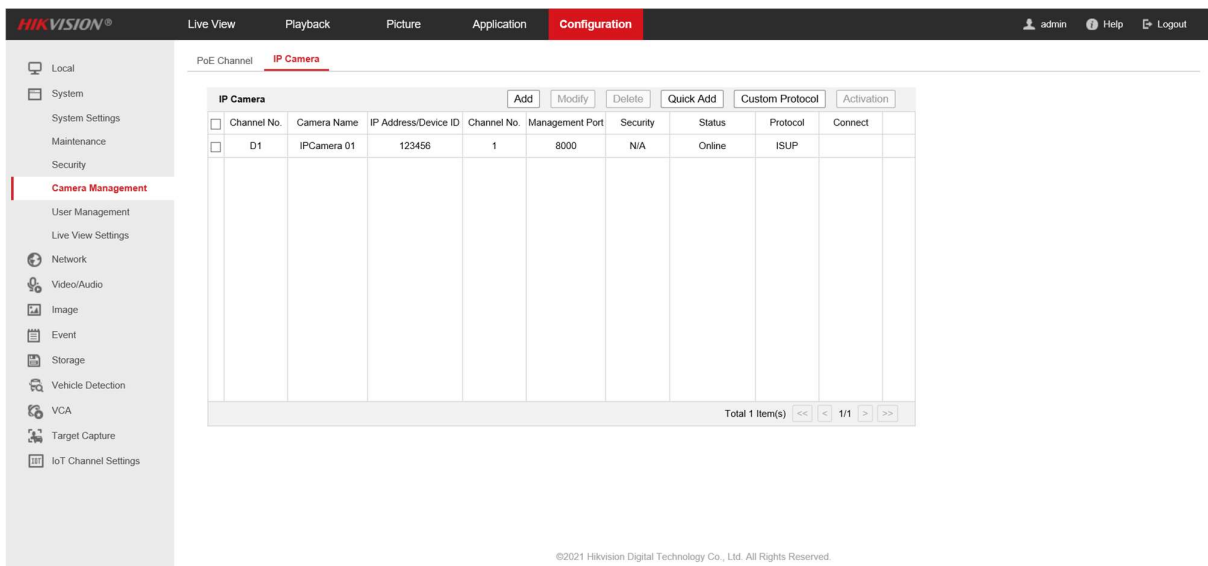 HIKVISION® Live View Playback Picture Application Configuration admin Help Logout
Local
System
System Settings
Maintenance
Security
Camera Management
User Management
Live View Settings
Network
Video/Audio
Image
Event
Storage
Vehicle Detection
VCA
Target Capture
IOT IoT Channel Settings
PoE Channel IP Camera
IP Camera Add Modify Delete Quick Add Custom Protocol Activation
Channel No. Camera Name IP Address/Device ID Channel No. Management Port Security Status Protocol Connect
D1 IPCamera 01 123456 1 8000 N/A Online ISUP
Total 1 Item(s) << < 1/1 > >>
©2021 Hikvision Digital Technology Co., Ltd. All Rights Reserved.